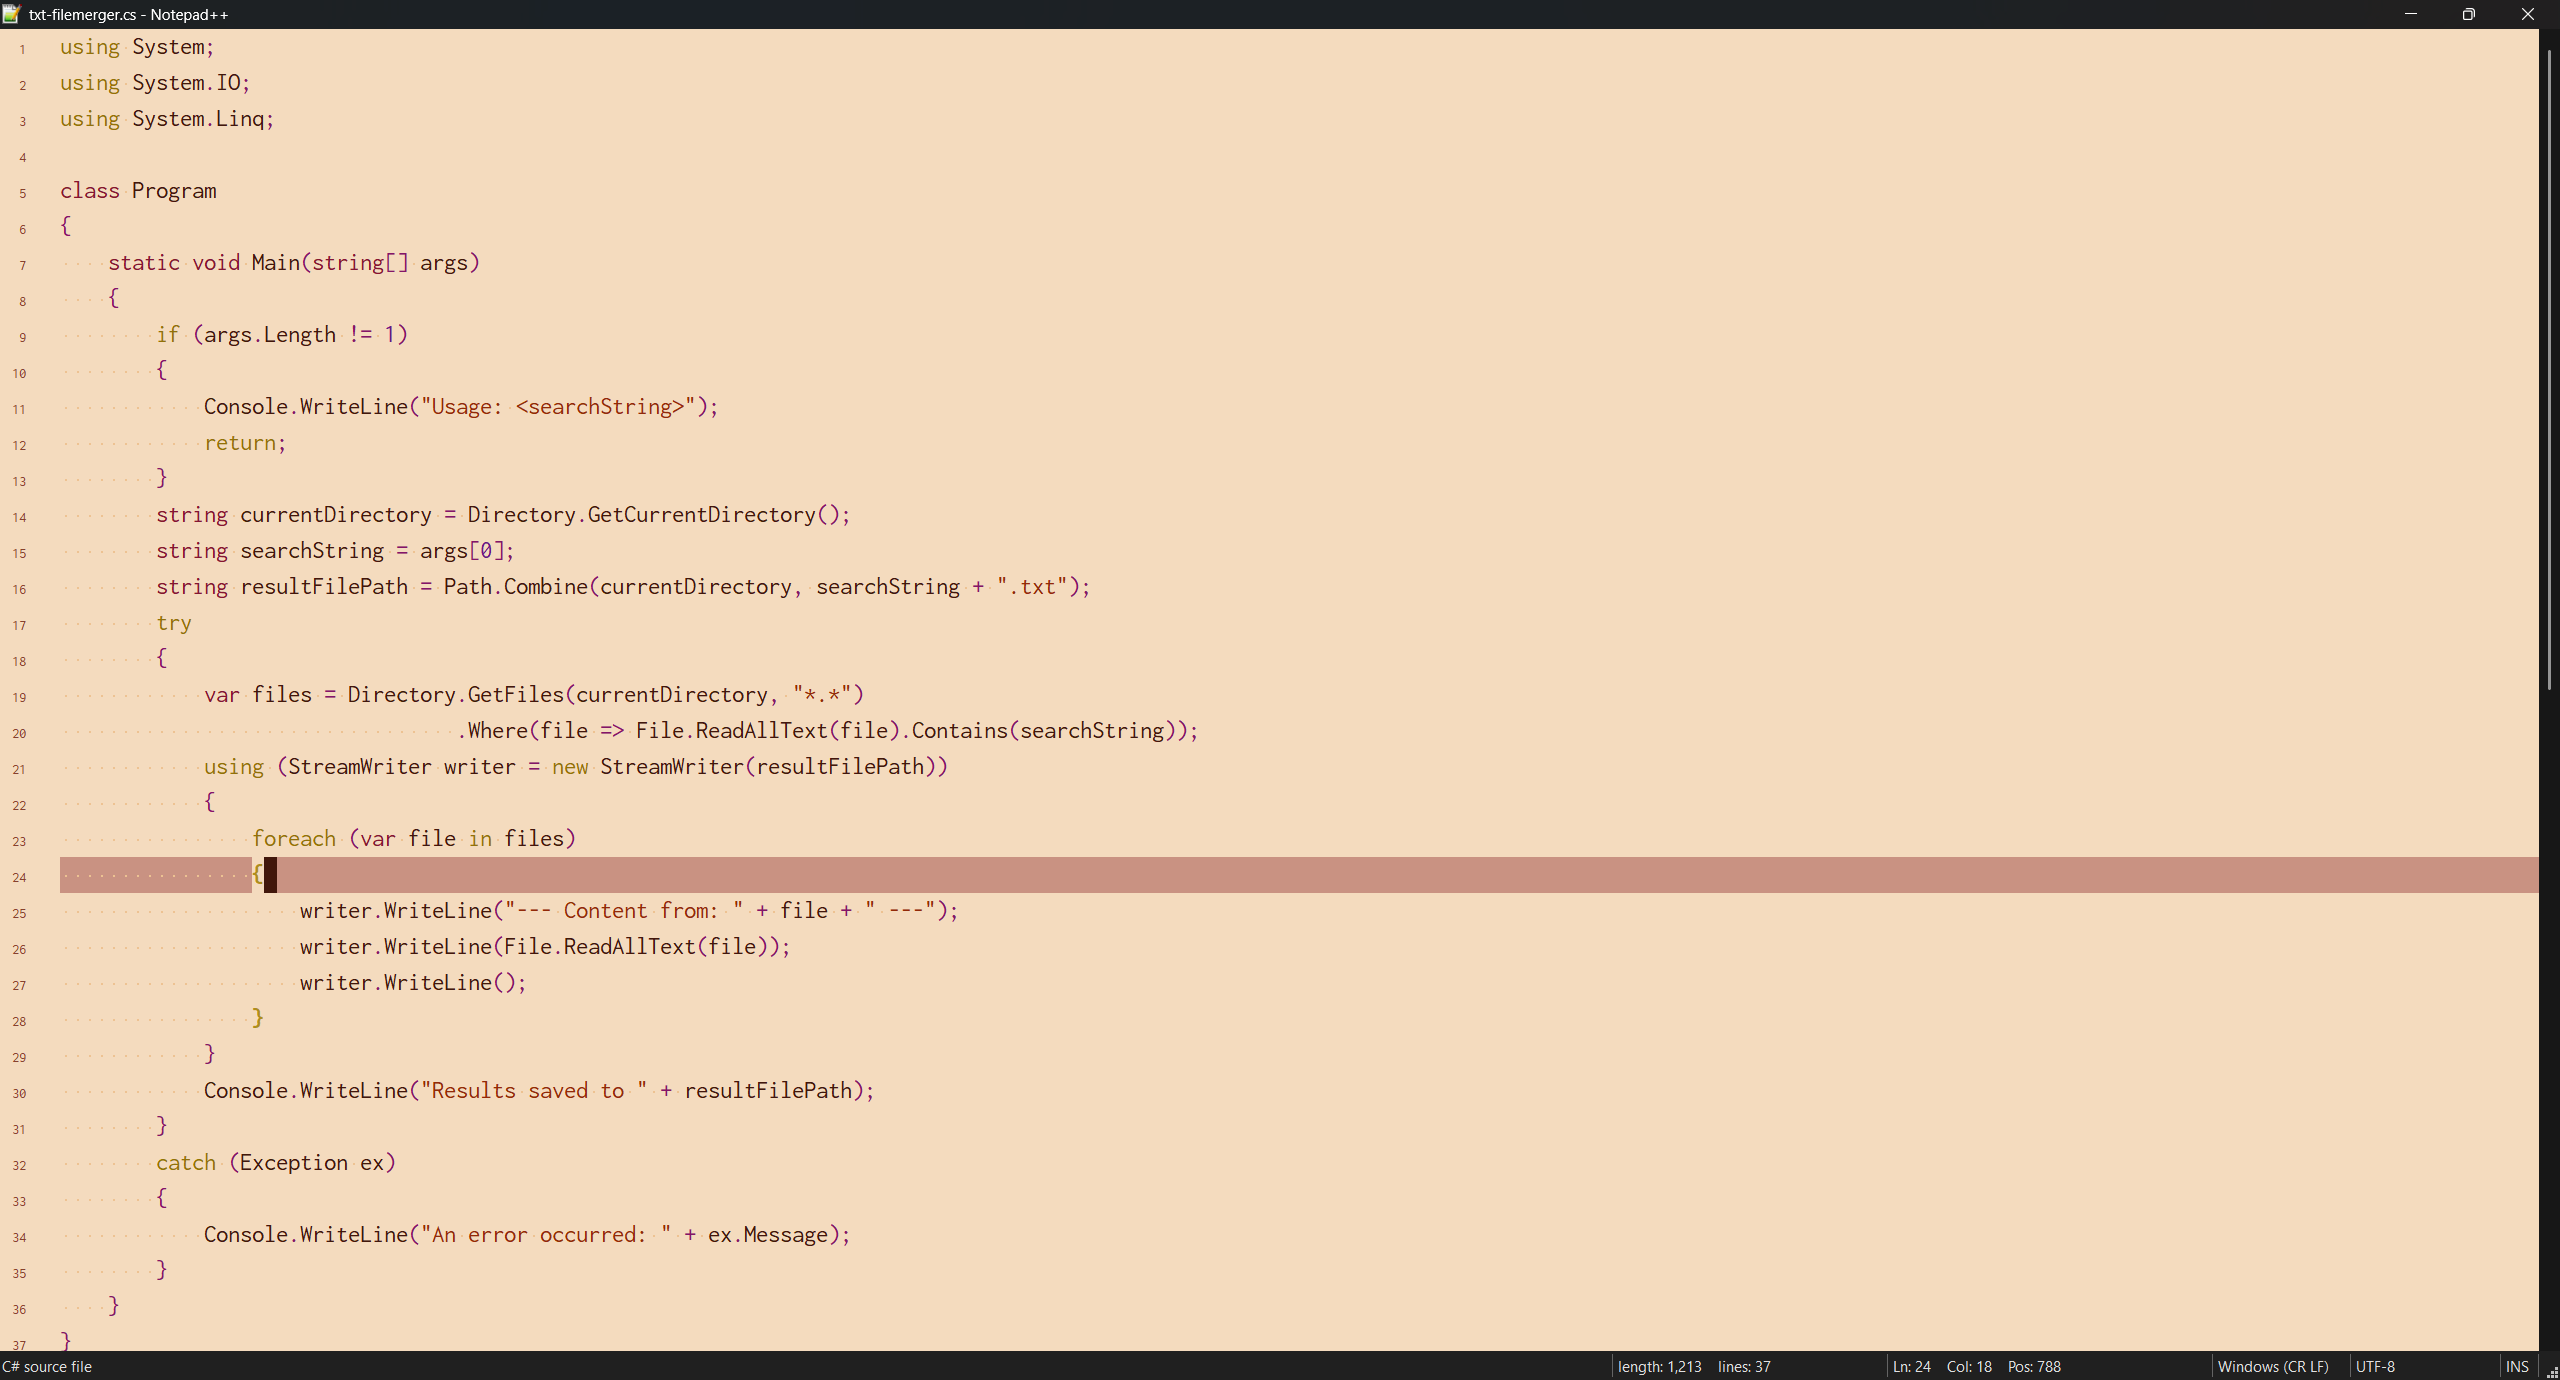 txt-filemerger.cs - Notepad++
1 using System;
2 using System.IO;
3 using System.Linq;
4
5 class Program
6 {
7     static void Main(string[] args)
8     {
9         if (args.Length != 1)
10         {
11             Console.WriteLine("Usage: <searchString>");
12             return;
13         }
14         string currentDirectory = Directory.GetCurrentDirectory();
15         string searchString = args[0];
16         string resultFilePath = Path.Combine(currentDirectory, searchString + ".txt");
17         try
18         {
19             var files = Directory.GetFiles(currentDirectory, "*.*")
20                                  .Where(file => File.ReadAllText(file).Contains(searchString));
21             using (StreamWriter writer = new StreamWriter(resultFilePath))
22             {
23                 foreach (var file in files)
24                 {
25                     writer.WriteLine("--- Content from: " + file + " ---");
26                     writer.WriteLine(File.ReadAllText(file));
27                     writer.WriteLine();
28                 }
29             }
30             Console.WriteLine("Results saved to " + resultFilePath);
31         }
32         catch (Exception ex)
33         {
34             Console.WriteLine("An error occurred: " + ex.Message);
35         }
36     }
37 }
C# source file length: 1,213 lines: 37 Ln: 24 Col: 18 Pos: 788 Windows (CR LF) UTF-8 INS